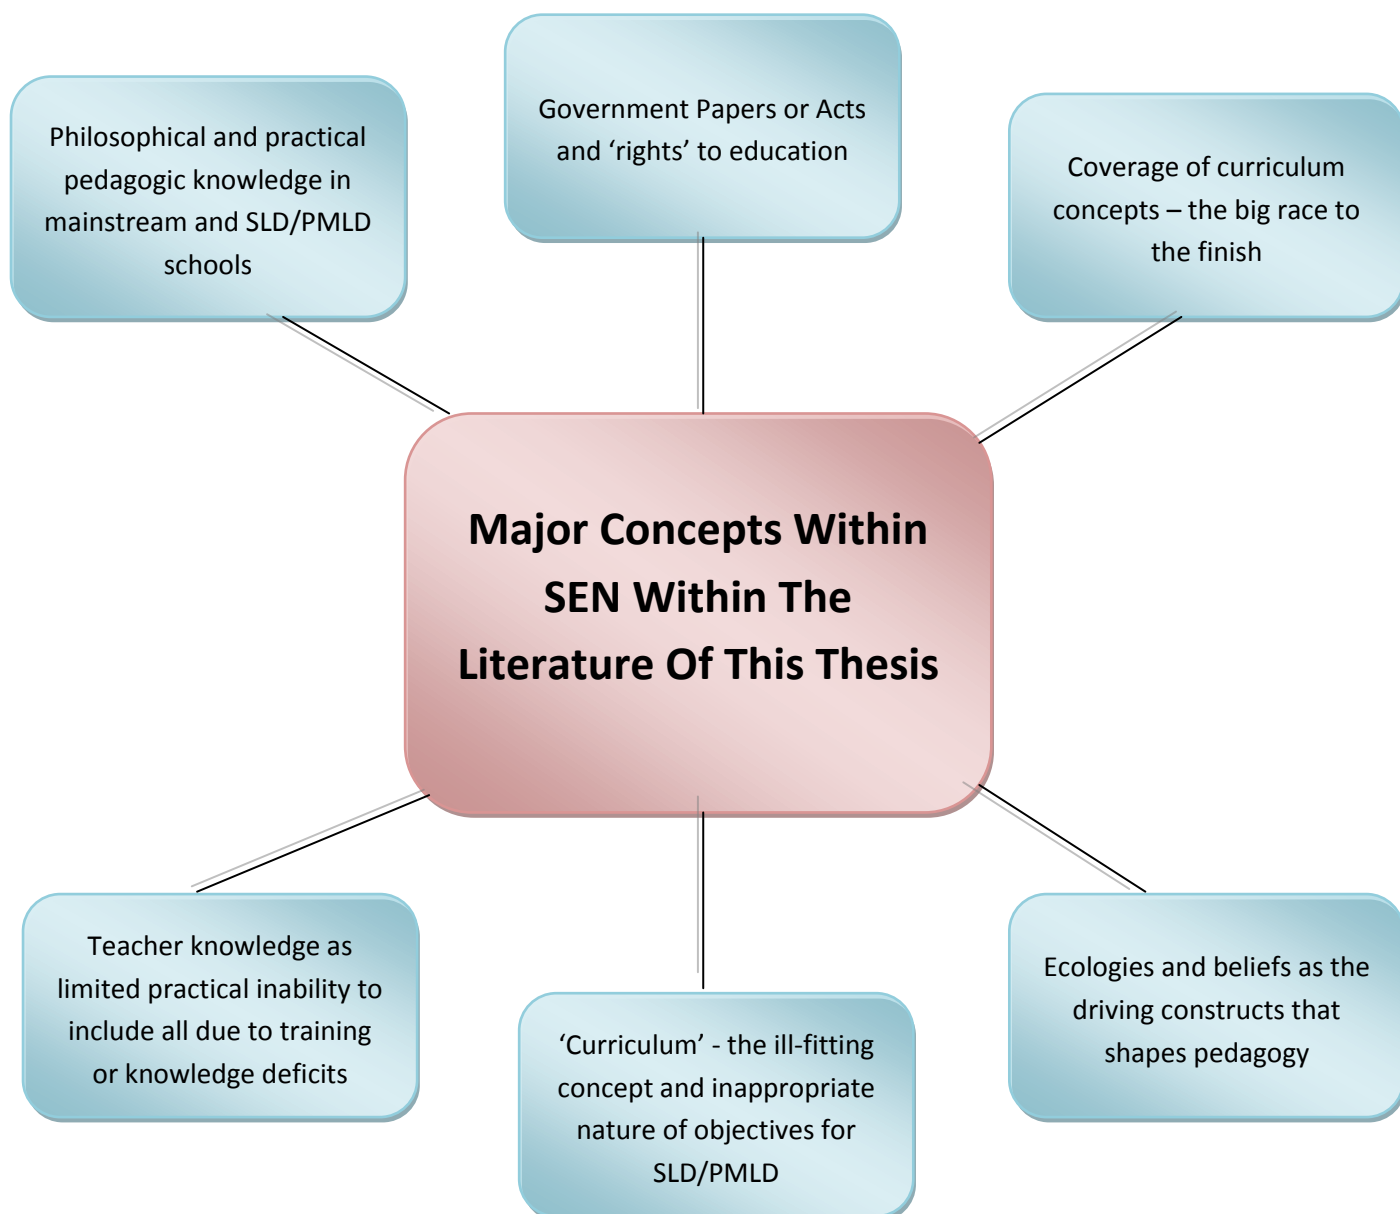 Philosophical and practical
pedagogic knowledge in
mainstream and SLD/PMLD
schools
Government Papers or Acts
and ‘rights’ to education
Coverage of curriculum
concepts – the big race to
the finish
Major Concepts Within
SEN Within The
Literature Of This Thesis
Teacher knowledge as
limited practical inability to
include all due to training
or knowledge deficits
‘Curriculum’ - the ill-fitting
concept and inappropriate
nature of objectives for
SLD/PMLD
Ecologies and beliefs as the
driving constructs that
shapes pedagogy